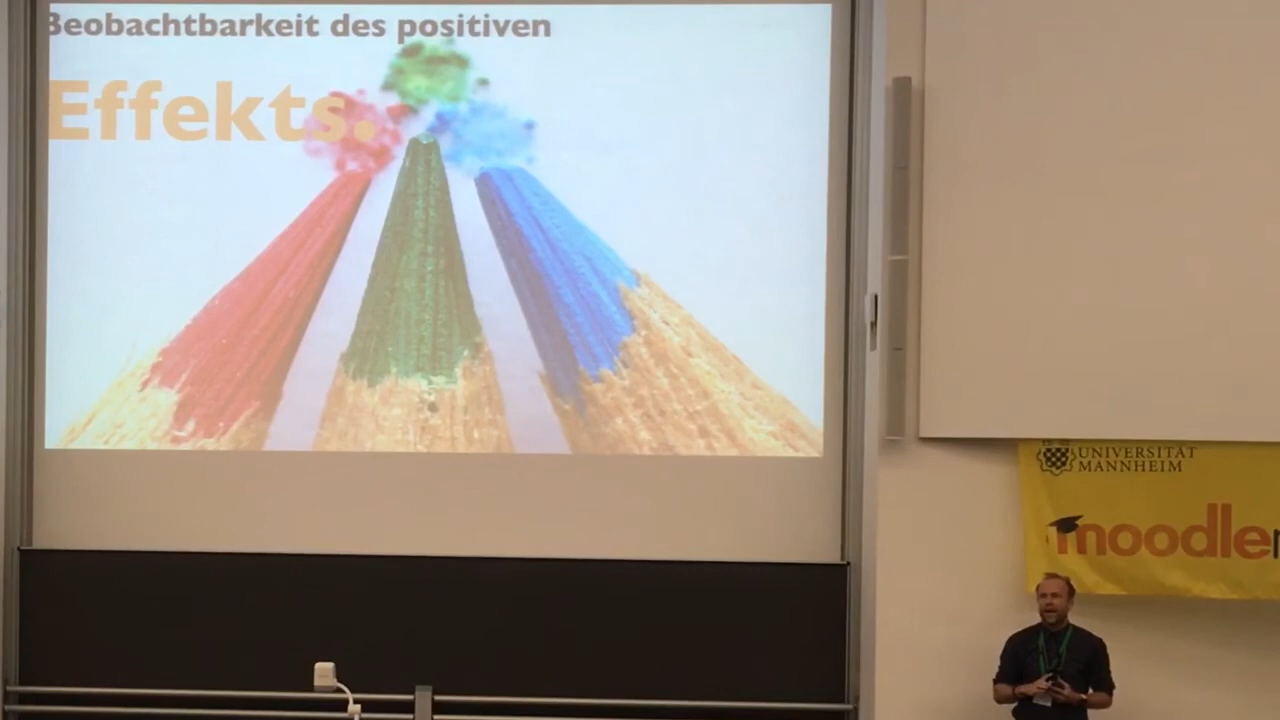 Beobachtbarkeit des positiven
Effekts.
UNIVERSITÄT
MANNHEIM
moodle